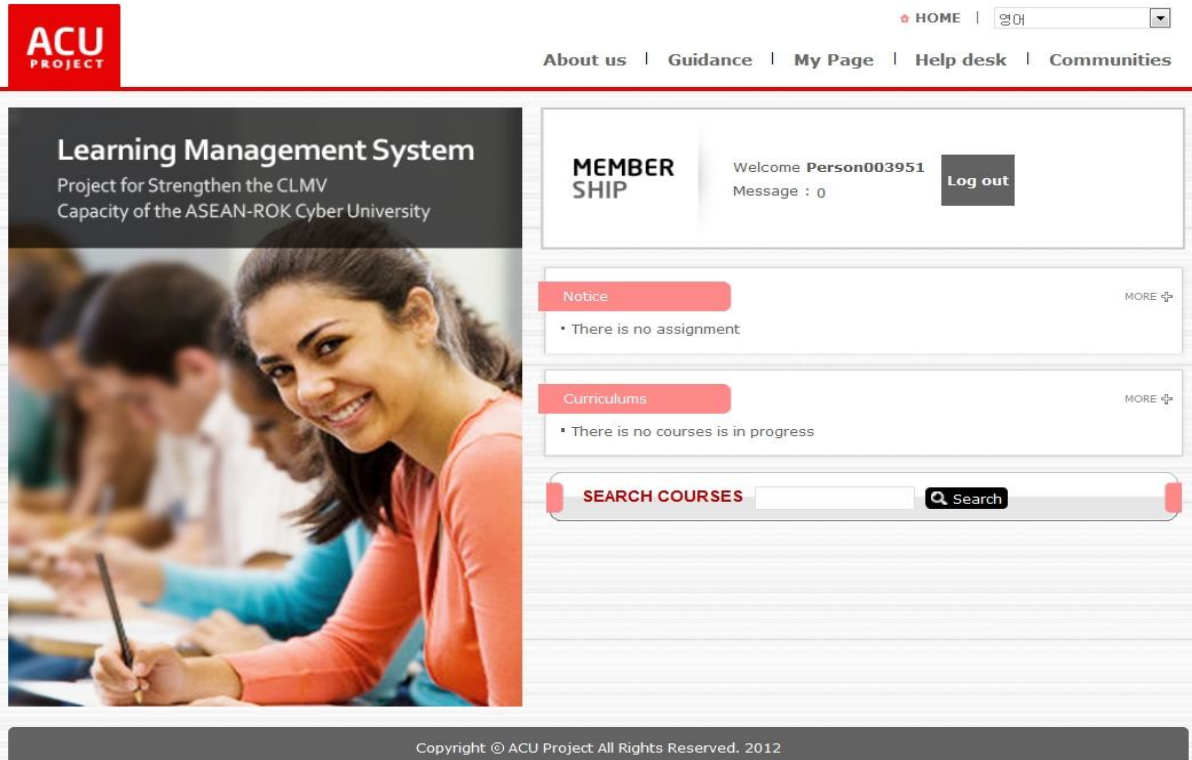 ACU
PROJECT
HOME | 영어
About us | Guidance | My Page | Help desk | Communities
Learning Management System
Project for Strengthen the CLMV
Capacity of the ASEAN-ROK Cyber University
MEMBER
SHIP
Welcome Person003951
Message : 0
Log out
Notice
MORE
There is no assignment
Curriculums
MORE
There is no courses is in progress
SEARCH COURSES
Search
Copyright © ACU Project All Rights Reserved. 2012